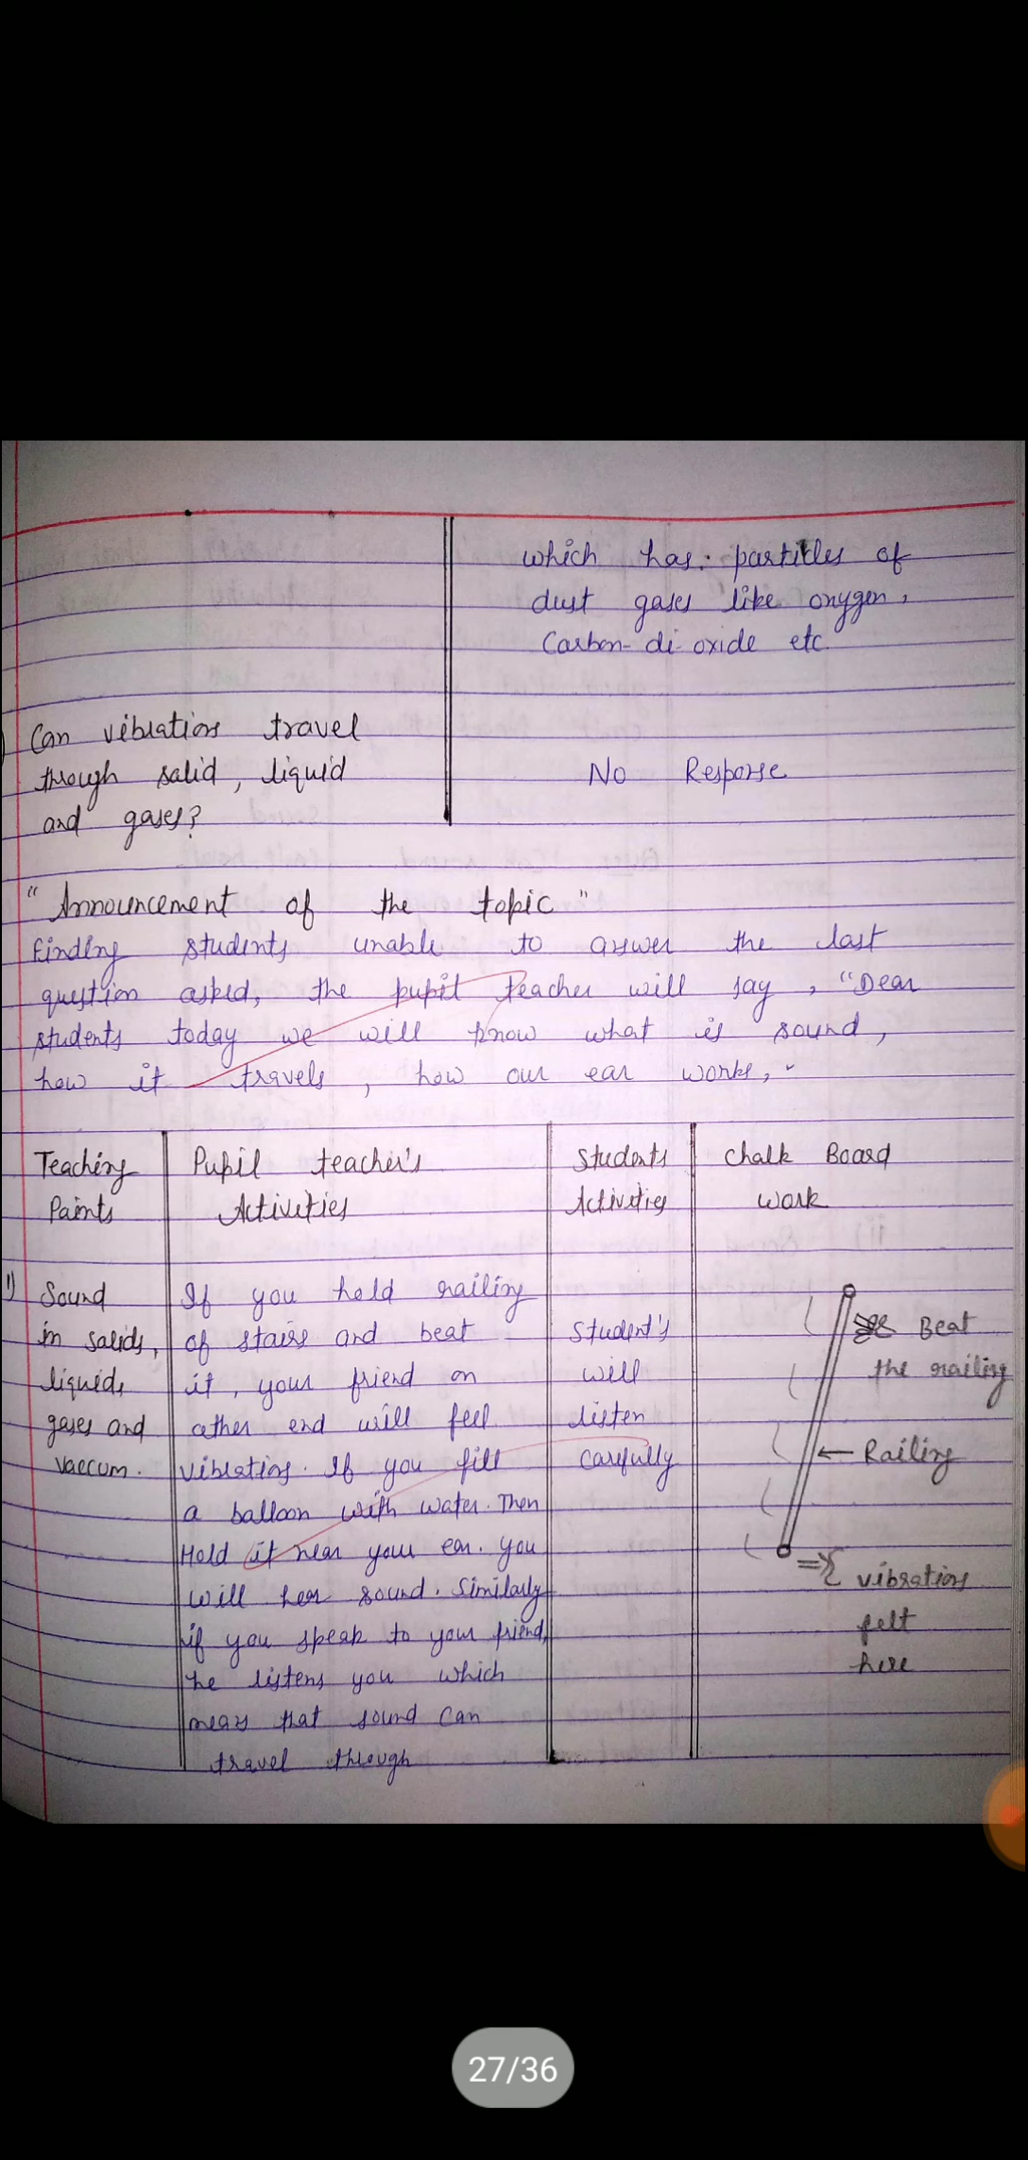 which has particles of
dust gases like oxygen,
Carbon-di-oxide etc.
Can vibrations travel
through solid, liquid
and gases?
No Response
"Announcement of the topic"
Finding students unable to answer the last
question asked, the pupil teacher will say, "Dear
students today we will know what is sound,
how it travels, how our ear works,"
Teaching
Points
Pupil teacher's
Activities
Students
Activities
Chalk Board
work
1) Sound
in solids,
liquids,
gases and
vaccum.
If you hold railing
of stairs and beat
it, your friend on
other end will feel
vibrations. If you fill
a balloon with water. Then
Hold it near your ear. you
will hear sound. Similarly
if you speak to your friend,
he listens you which
means that sound can
travel through
Student's
will
listen
carefully
Beat
the railing
← Railing
vibrations
felt
here
27/36